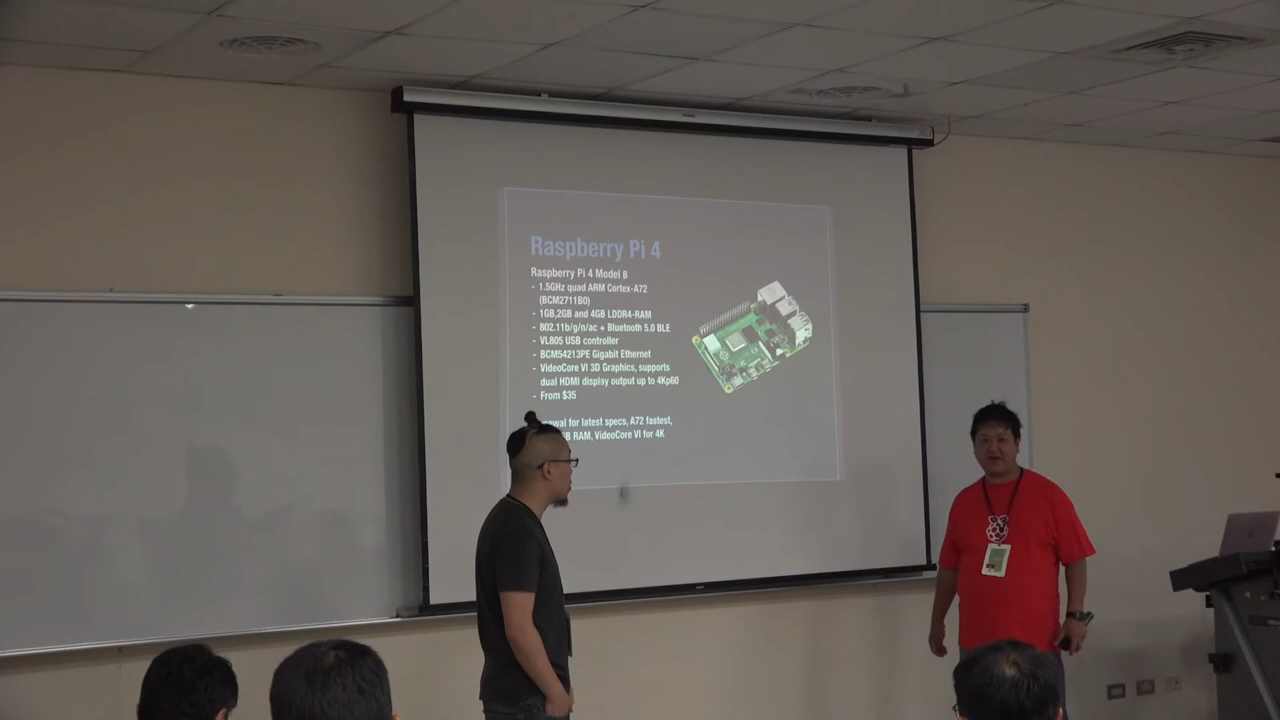 Raspberry Pi 4
Raspberry Pi 4 Model B
- 1.5GHz quad ARM Cortex-A72
(BCM2711B0)
- 1GB,2GB and 4GB LDDR4-RAM
- 802.11b/g/n/ac + Bluetooth 5.0 BLE
- VL805 USB controller
- BCM54213PE Gigabit Ethernet
- VideoCore VI 3D Graphics, supports
dual HDMI display output up to 4Kp60
- From $35
for latest specs, A72 fastest,
RAM, VideoCore VI for 4K